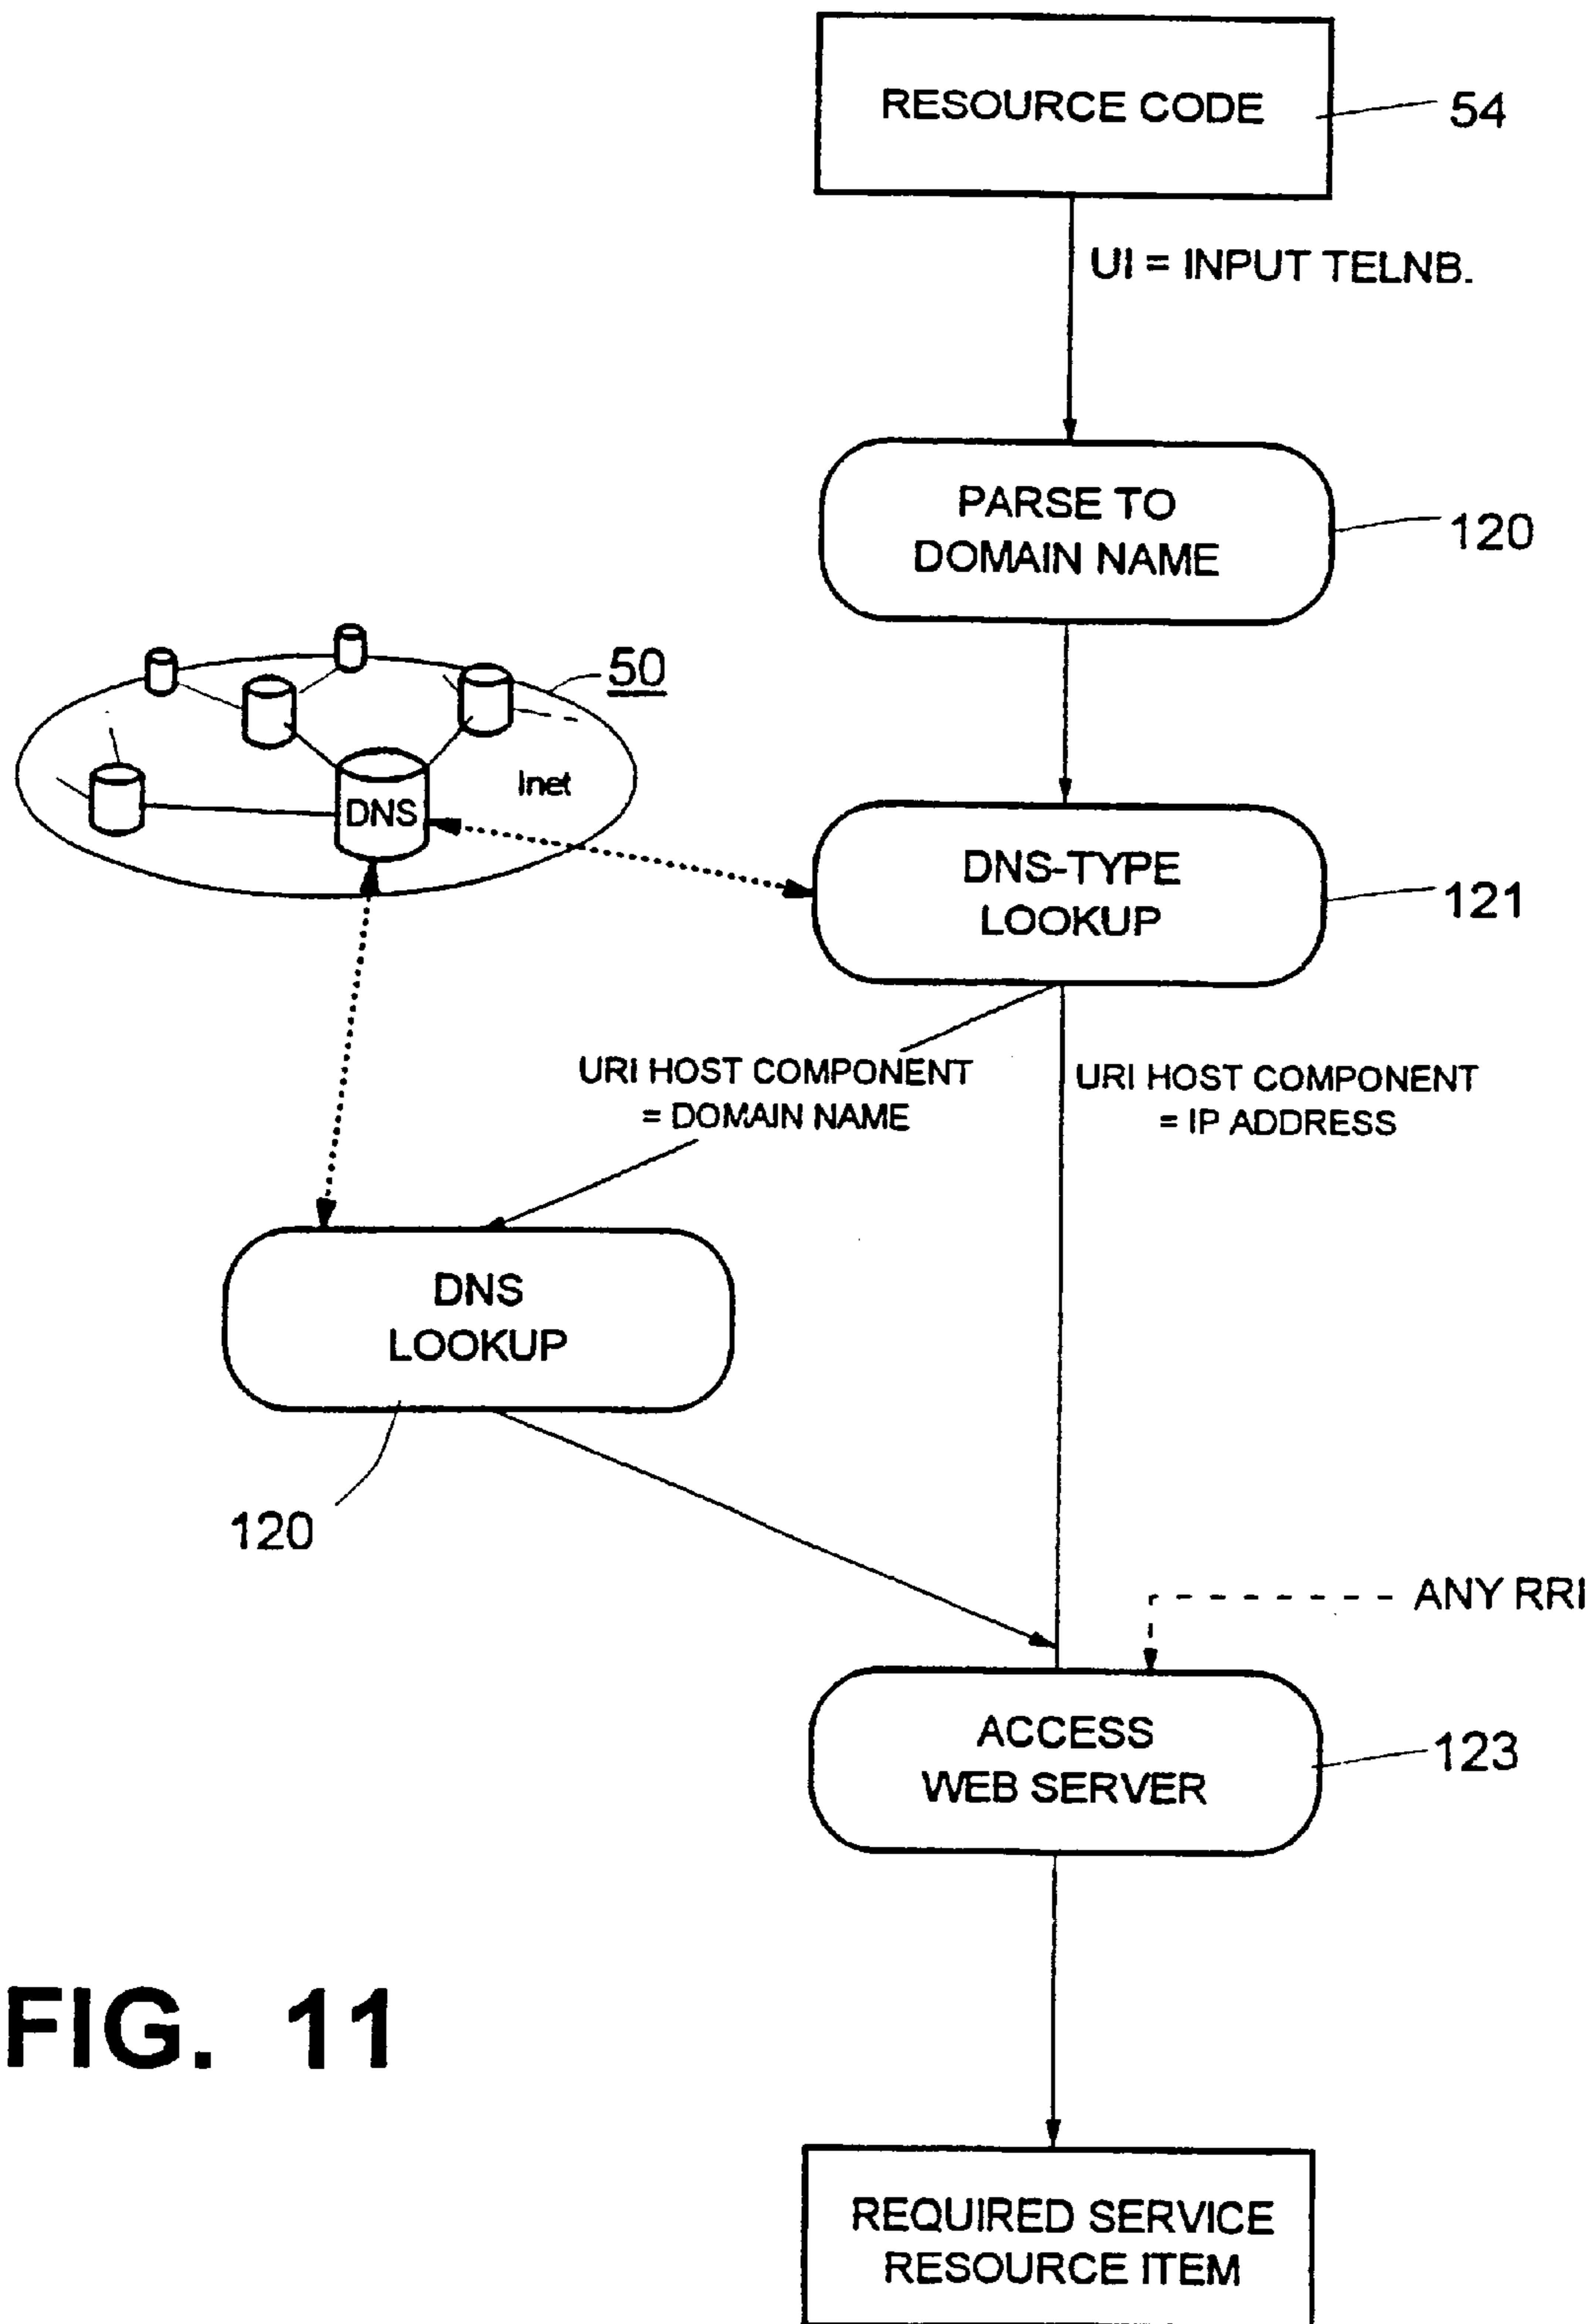 RESOURCE CODE
54
UI = INPUT TELNB.
PARSE TO
DOMAIN NAME
120
50
Inet
DNS
DNS-TYPE
LOOKUP
121
URI HOST COMPONENT
= DOMAIN NAME
URI HOST COMPONENT
= IP ADDRESS
DNS
LOOKUP
120
ANY RRI
ACCESS
WEB SERVER
123
FIG. 11
REQUIRED SERVICE
RESOURCE ITEM